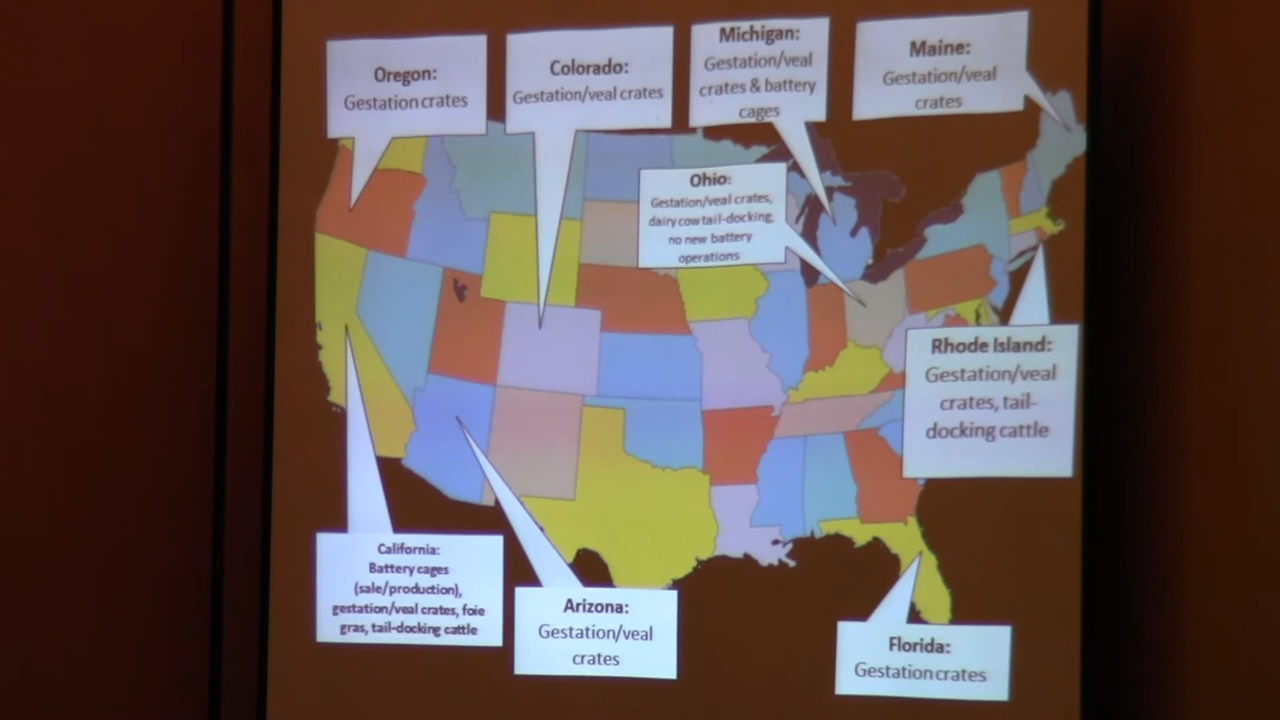 Oregon:
Gestation crates
Colorado:
Gestation/veal crates
Michigan:
Gestation/veal
crates & battery
cages
Maine:
Gestation/veal
crates
Ohio:
Gestation/veal crates,
dairy cow tail-docking,
no new battery
operations
Rhode Island:
Gestation/veal
crates, tail-
docking cattle
California:
Battery cages
(sale/production),
gestation/veal crates, foie
gras, tail-docking cattle
Arizona:
Gestation/veal
crates
Florida:
Gestation crates